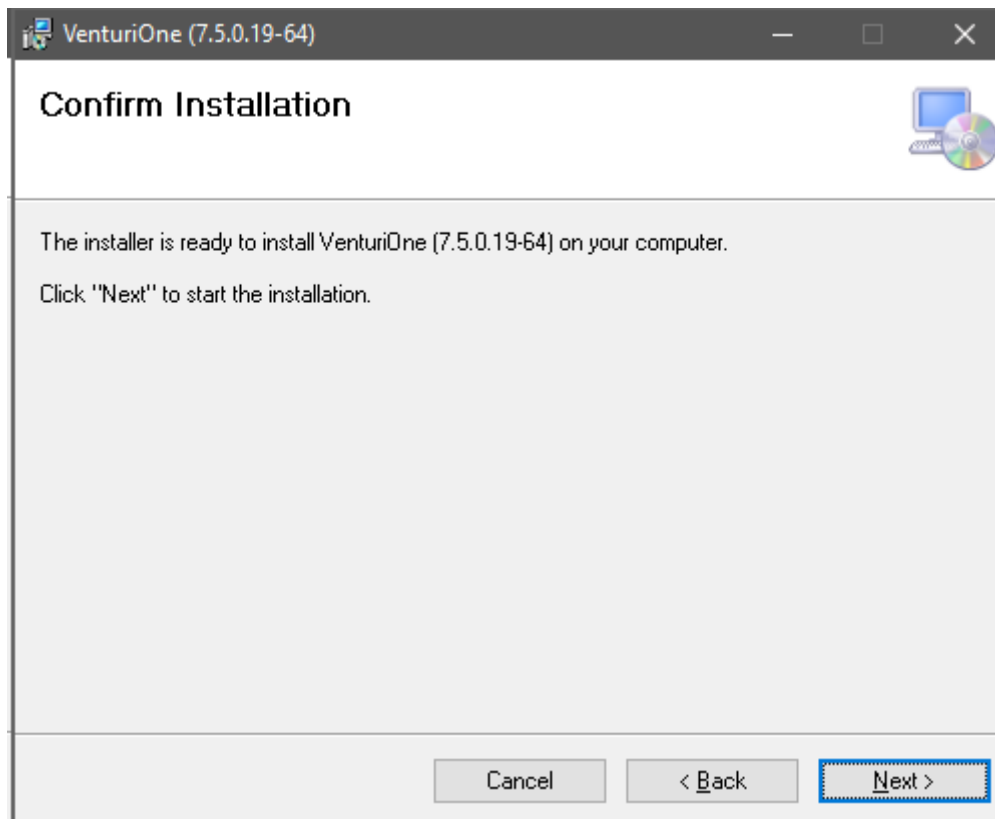 VenturiOne (7.5.0.19-64)
Confirm Installation
The installer is ready to install VenturiOne (7.5.0.19-64) on your computer.
Click "Next" to start the installation.
Cancel
< Back
Next >